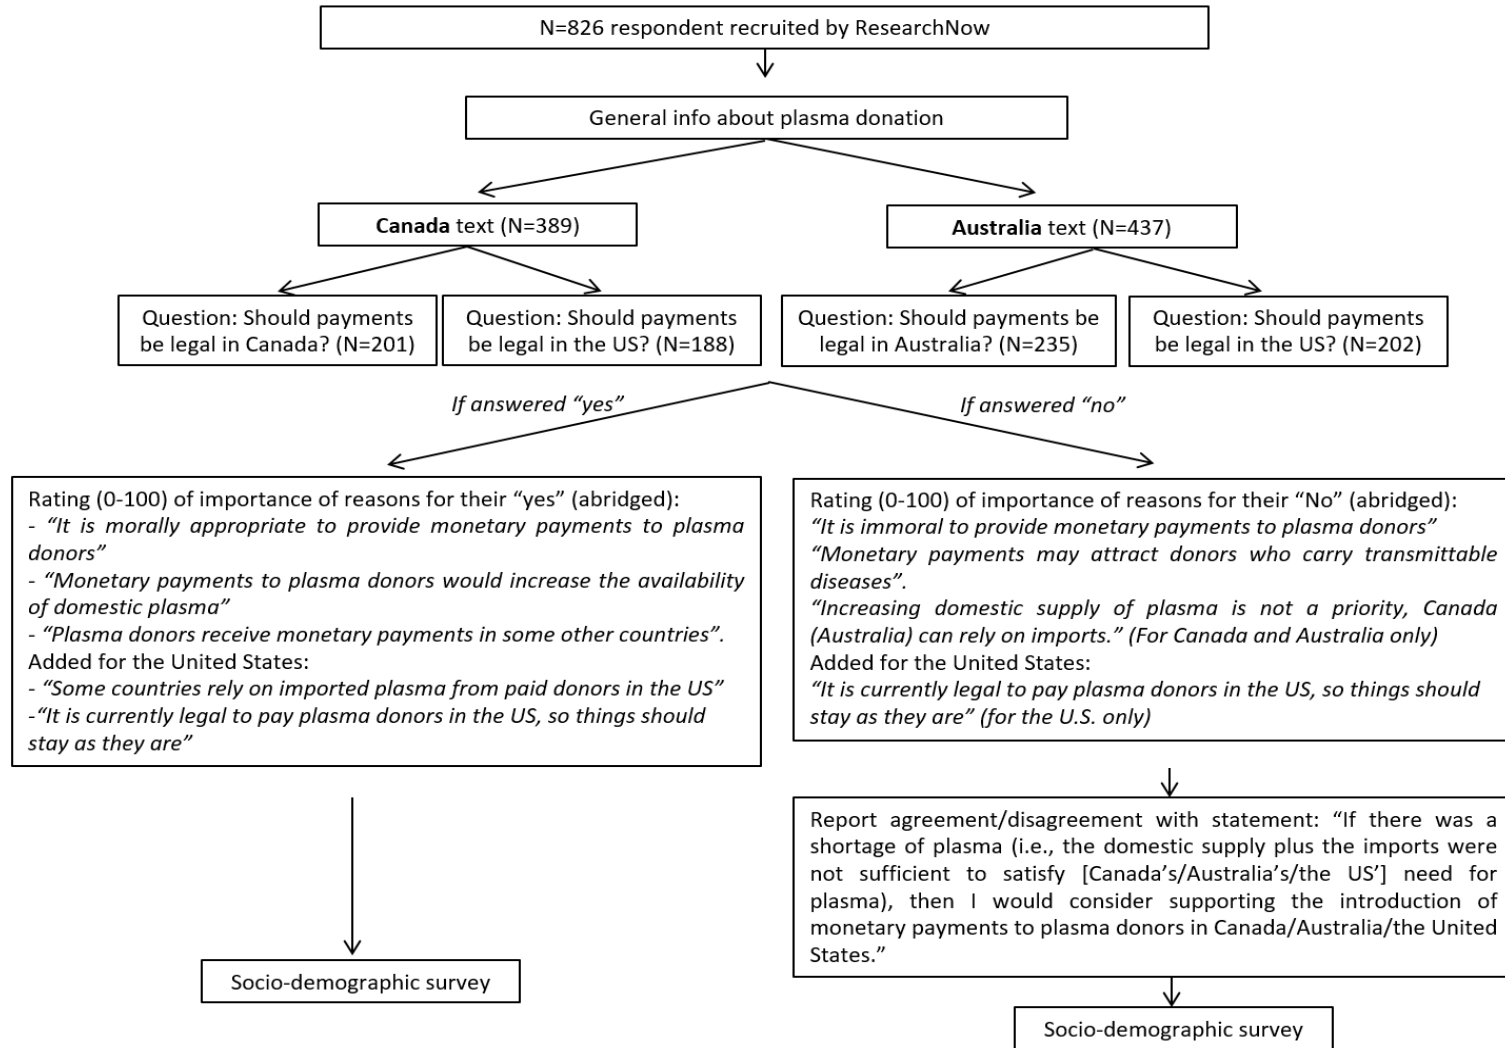 N=826 respondent recruited by ResearchNow
General info about plasma donation
Canada text (N=389)
Australia text (N=437)
Question: Should payments
be legal in Canada? (N=201)
Question: Should payments
be legal in the US? (N=188)
Question: Should payments be
legal in Australia? (N=235)
Question: Should payments
be legal in the US? (N=202)
If answered “yes”
If answered “no”
Rating (0-100) of importance of reasons for their “yes” (abridged):
- “It is morally appropriate to provide monetary payments to plasma
donors”
- “Monetary payments to plasma donors would increase the availability
of domestic plasma”
- “Plasma donors receive monetary payments in some other countries”.
Added for the United States:
- “Some countries rely on imported plasma from paid donors in the US”
-“It is currently legal to pay plasma donors in the US, so things should
stay as they are”
Rating (0-100) of importance of reasons for their “No” (abridged):
“It is immoral to provide monetary payments to plasma donors”
“Monetary payments may attract donors who carry transmittable
diseases”.
“Increasing domestic supply of plasma is not a priority, Canada
(Australia) can rely on imports.” (For Canada and Australia only)
Added for the United States:
“It is currently legal to pay plasma donors in the US, so things should
stay as they are” (for the U.S. only)
Report agreement/disagreement with statement: “If there was a
shortage of plasma (i.e., the domestic supply plus the imports were
not sufficient to satisfy [Canada’s/Australia’s/the US’] need for
plasma), then I would consider supporting the introduction of
monetary payments to plasma donors in Canada/Australia/the United
States.”
Socio-demographic survey
Socio-demographic survey